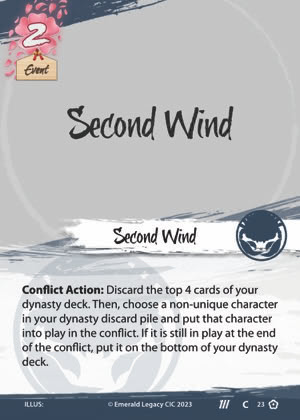 2
Event
Second Wind
Second Wind
Conflict Action: Discard the top 4 cards of your
dynasty deck. Then, choose a non-unique character
in your dynasty discard pile and put that character
into play in the conflict. If it is still in play at the end
of the conflict, put it on the bottom of your dynasty
deck.
ILLUS: © Emerald Legacy CIC 2023 C 23